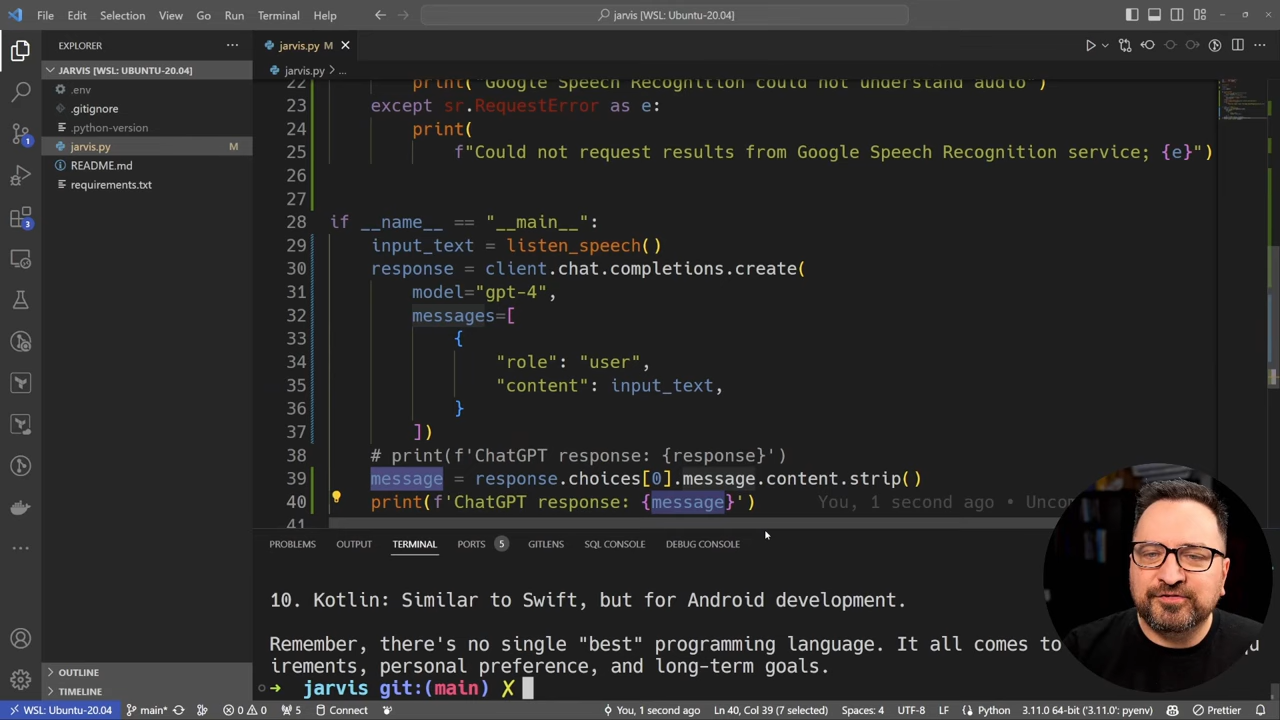 File Edit Selection View Go Run Terminal Help
jarvis [WSL: Ubuntu-20.04]
EXPLORER
JARVIS [WSL: UBUNTU-20.04]
.env
.gitignore
.python-version
jarvis.py M
README.md
requirements.txt
OUTLINE
TIMELINE
jarvis.py M
jarvis.py > ...
22 print("Google Speech Recognition could not understand audio")
23 except sr.RequestError as e:
24 print(
25 f"Could not request results from Google Speech Recognition service; {e}")
26
27
28 if __name__ == "__main__":
29 input_text = listen_speech()
30 response = client.chat.completions.create(
31 model="gpt-4",
32 messages=[
33 {
34 "role": "user",
35 "content": input_text,
36 }
37 ])
38 # print(f'ChatGPT response: {response}')
39 message = response.choices[0].message.content.strip()
40 print(f'ChatGPT response: {message}') You, 1 second ago • Uncom
41
PROBLEMS OUTPUT TERMINAL PORTS 5 GITLENS SQL CONSOLE DEBUG CONSOLE
10. Kotlin: Similar to Swift, but for Android development.
Remember, there's no single "best" programming language. It all comes to
irements, personal preference, and long-term goals.
→ jarvis git:(main) ✗
1
3
WSL: Ubuntu-20.04 main* 0 0 5 Connect You, 1 second ago Ln 40, Col 39 (7 selected) Spaces: 4 UTF-8 LF Python 3.11.0 64-bit ('3.11.0': pyenv) Prettier